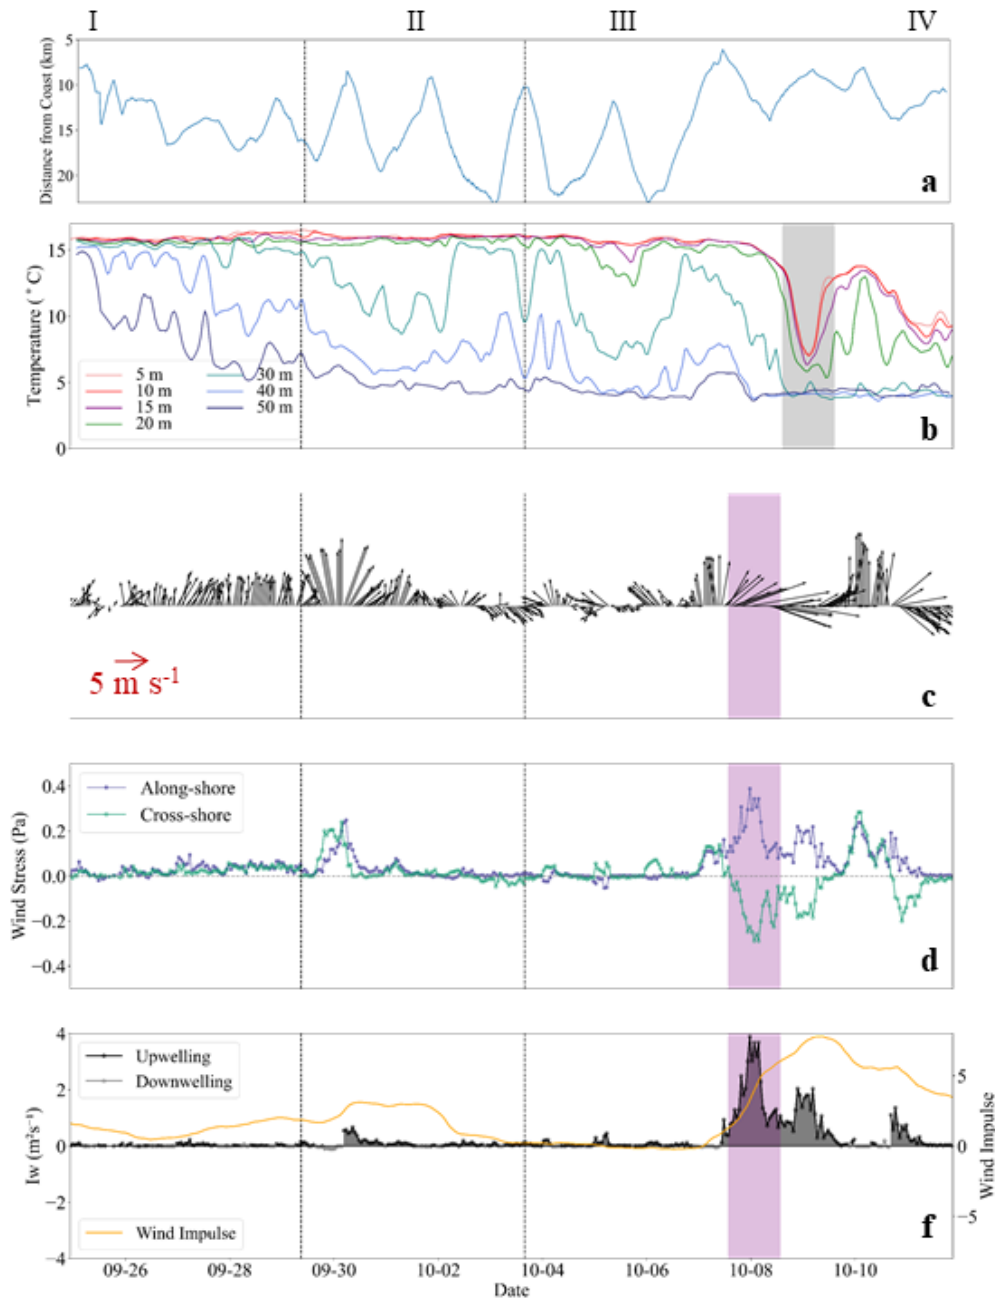 I II III IV
Distance from Coast (km)
5
10
15
20
a
Temperature ( ° C)
15
10
5
0
5 m 30 m
10 m 40 m
15 m 50 m
20 m
b
5 m s⁻¹
c
Wind Stress (Pa)
0.4
0.2
0.0
−0.2
−0.4
Along-shore
Cross-shore
d
Iw (m²s⁻¹)
4
2
0
−2
−4
Upwelling
Downwelling
Wind Impulse
5
0
−5
Wind Impulse
f
09-26 09-28 09-30 10-02 10-04 10-06 10-08 10-10
Date